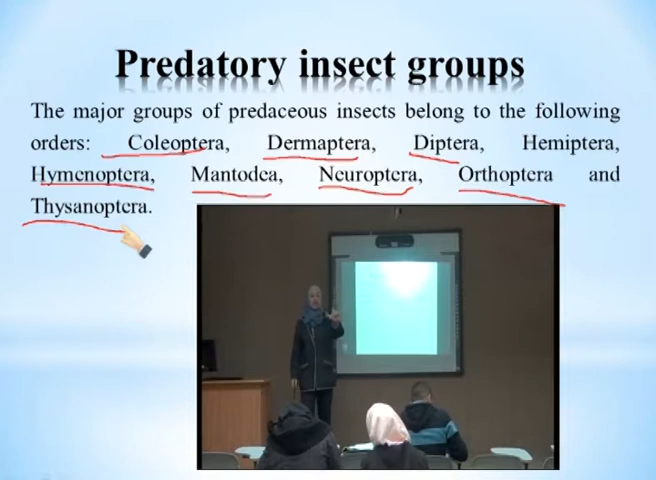 Predatory insect groups
The major groups of predaceous insects belong to the following
orders: Coleoptera, Dermaptera, Diptera, Hemiptera,
Hymenoptera, Mantodea, Neuroptera, Orthoptera and
Thysanoptera.